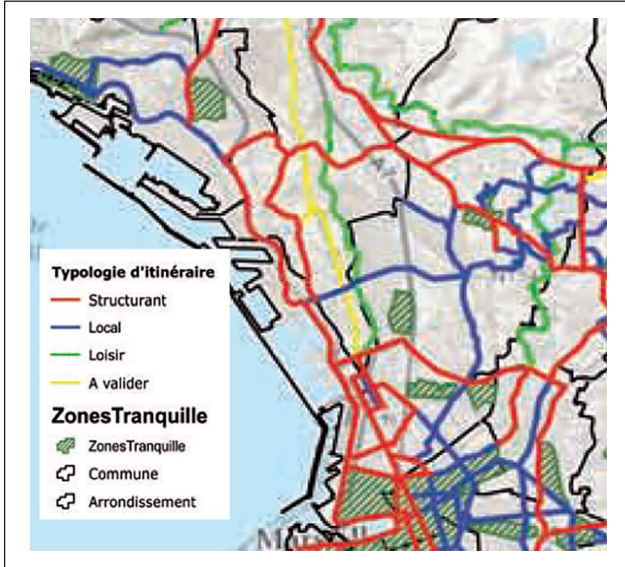 Typologie d'itinéraire
Structurant
Local
Loisir
A valider
ZonesTranquille
ZonesTranquille
Commune
Arrondissement